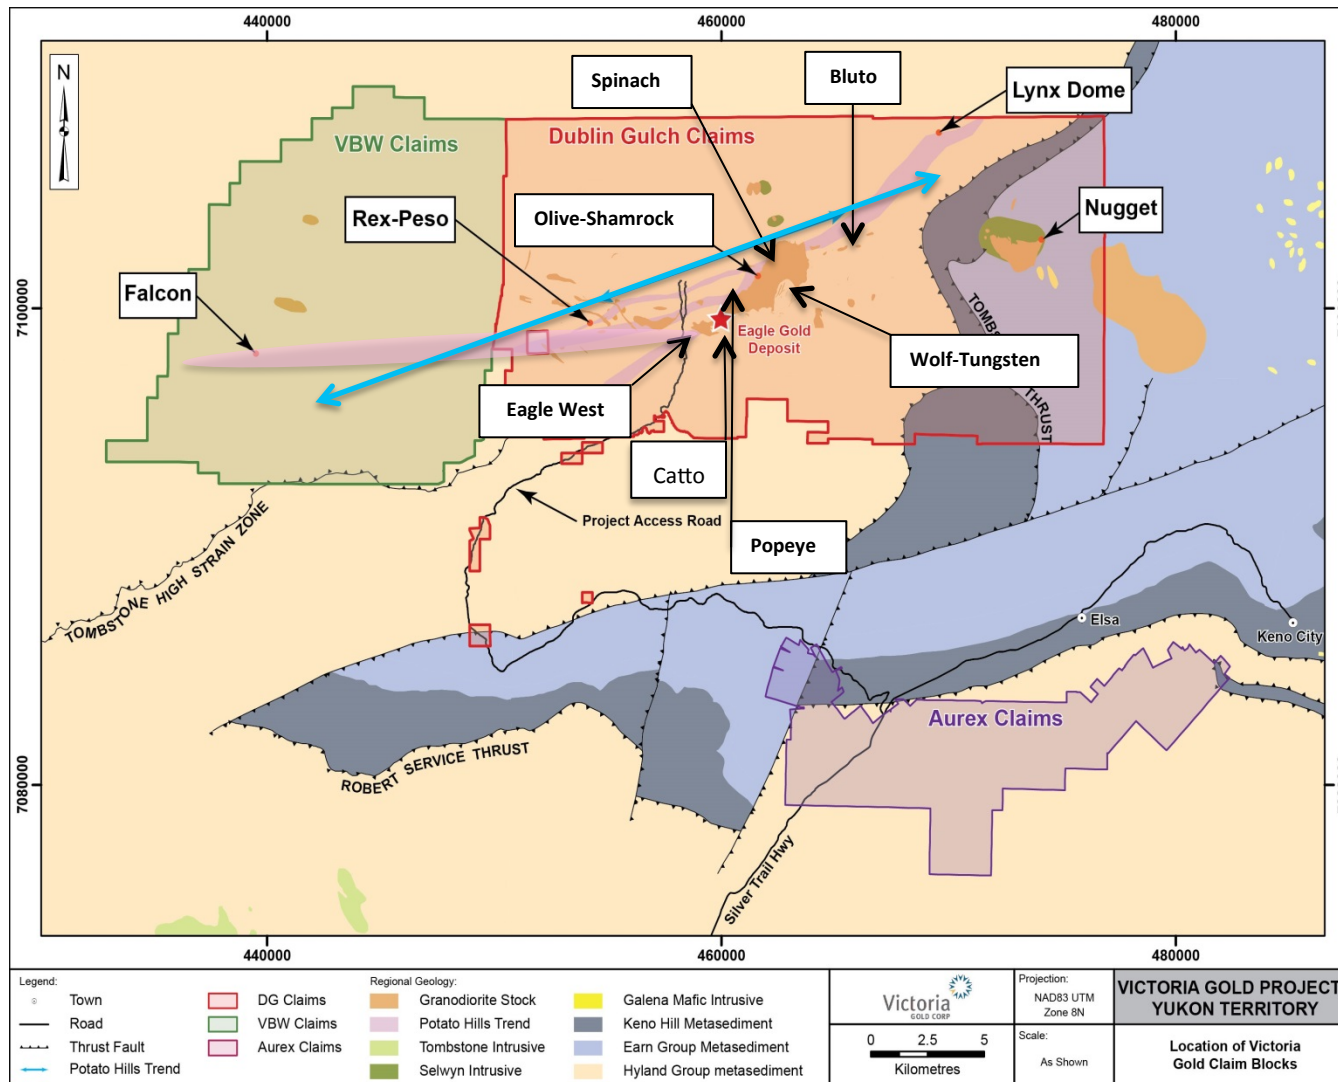 440000
460000
480000
N
Spinach
Bluto
Lynx Dome
VBW Claims
Dublin Gulch Claims
Rex-Peso
Olive-Shamrock
Nugget
Falcon
710000
TOMBS
THRUST
Eagle Gold
Deposit
Wolf-Tungsten
Eagle West
Catto
Popeye
Project Access Road
TOMBSTONE HIGH STRAIN ZONE
Elsa
Keno City
Aurex Claims
ROBERT SERVICE THRUST
708000
Silver Trail Hwy
440000
460000
480000
Legend:
Town
Road
Thrust Fault
Potato Hills Trend
DG Claims
VBW Claims
Aurex Claims
Regional Geology:
Granodiorite Stock
Potato Hills Trend
Tombstone Intrusive
Selwyn Intrusive
Galena Mafic Intrusive
Keno Hill Metasediment
Earn Group Metasediment
Hyland Group metasediment
Victoria
GOLD CORP
0 2.5 5
Kilometres
Projection:
NAD83 UTM
Zone 8N
Scale:
As Shown
VICTORIA GOLD PROJECT
YUKON TERRITORY
Location of Victoria
Gold Claim Blocks